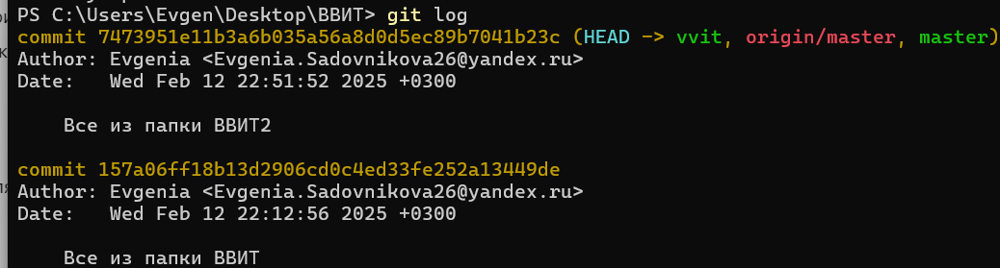 PS C:\Users\Evgen\Desktop\ВВИТ> git log
commit 7473951e11b3a6b035a56a8d0d5ec89b7041b23c (HEAD -> vvit, origin/master, master)
Author: Evgenia <Evgenia.Sadovnikova26@yandex.ru>
Date:   Wed Feb 12 22:51:52 2025 +0300
Все из папки ВВИТ2
commit 157a06ff18b13d2906cd0c4ed33fe252a13449de
Author: Evgenia <Evgenia.Sadovnikova26@yandex.ru>
Date:   Wed Feb 12 22:12:56 2025 +0300
Все из папки ВВИТ